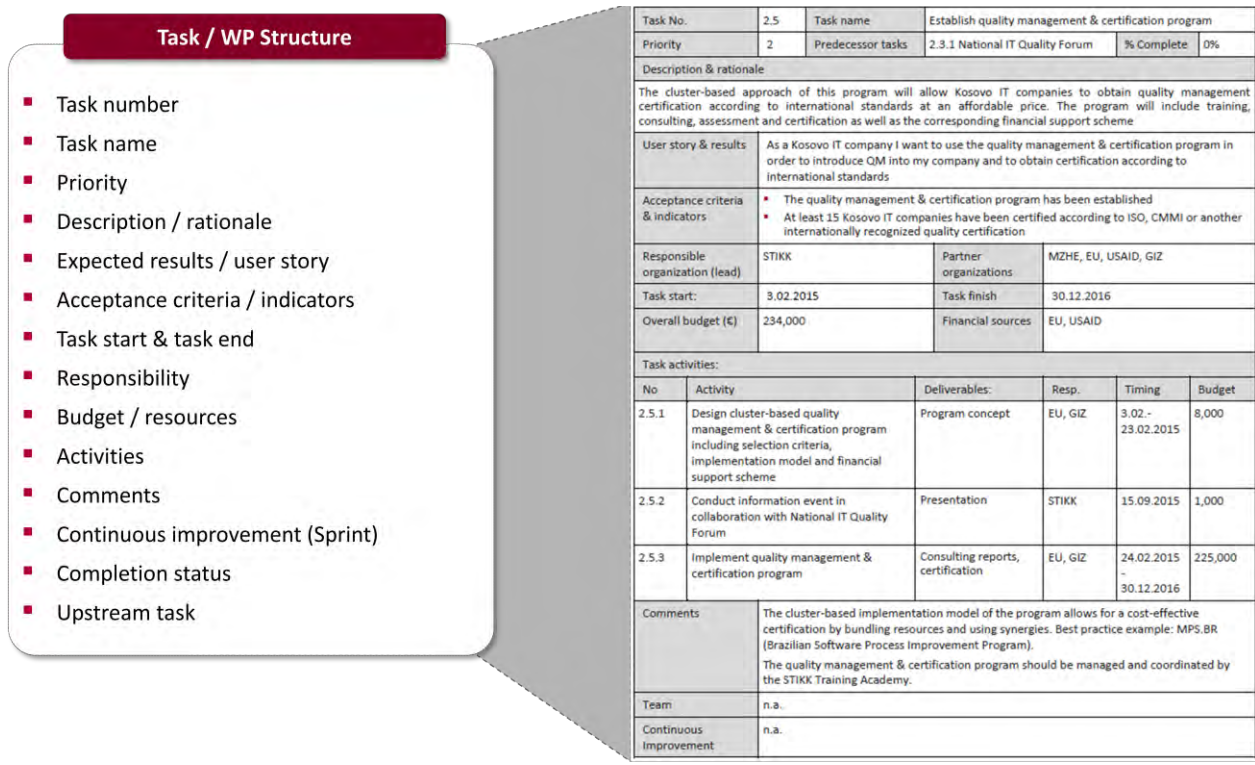 Task / WP Structure
Task number
Task name
Priority
Description / rationale
Expected results / user story
Acceptance criteria / indicators
Task start & task end
Responsibility
Budget / resources
Activities
Comments
Continuous improvement (Sprint)
Completion status
Upstream task
Task No. 2.5 Task name Establish quality management & certification program
Priority 2 Predecessor tasks 2.3.1 National IT Quality Forum % Complete 0%
Description & rationale
The cluster-based approach of this program will allow Kosovo IT companies to obtain quality management
certification according to international standards at an affordable price. The program will include training,
consulting, assessment and certification as well as the corresponding financial support scheme
User story & results
As a Kosovo IT company I want to use the quality management & certification program in
order to introduce QM into my company and to obtain certification according to
international standards
Acceptance criteria
& indicators
The quality management & certification program has been established
At least 15 Kosovo IT companies have been certified according to ISO, CMMI or another
internationally recognized quality certification
Responsible
organization (lead)
STIKK
Partner
organizations
MZHE, EU, USAID, GIZ
Task start: 3.02.2015 Task finish 30.12.2016
Overall budget (€) 234,000 Financial sources EU, USAID
Task activities:
No Activity Deliverables: Resp. Timing Budget
2.5.1
Design cluster-based quality
management & certification program
including selection criteria,
implementation model and financial
support scheme
Program concept
EU, GIZ
3.02.-
23.02.2015
8,000
2.5.2
Conduct information event in
collaboration with National IT Quality
Forum
Presentation
STIKK
15.09.2015
1,000
2.5.3
Implement quality management &
certification program
Consulting reports,
certification
EU, GIZ
24.02.2015
-
30.12.2016
225,000
Comments
The cluster-based implementation model of the program allows for a cost-effective
certification by bundling resources and using synergies. Best practice example: MPS.BR
(Brazilian Software Process Improvement Program).
The quality management & certification program should be managed and coordinated by
the STIKK Training Academy.
Team n.a.
Continuous
Improvement
n.a.